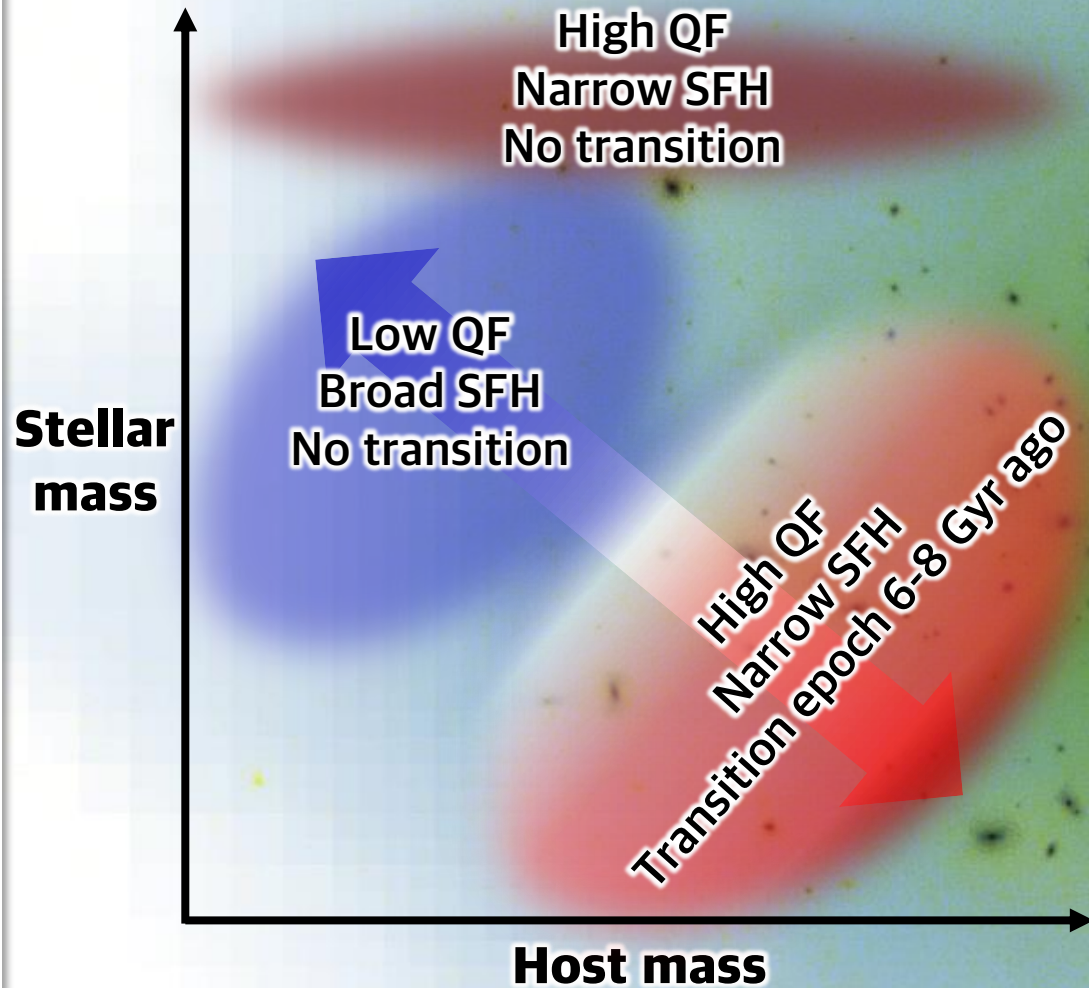 High QF
Narrow SFH
No transition
Low QF
Broad SFH
No transition
Stellar
mass
High QF
Narrow SFH
Transition epoch 6-8 Gyr ago
Host mass